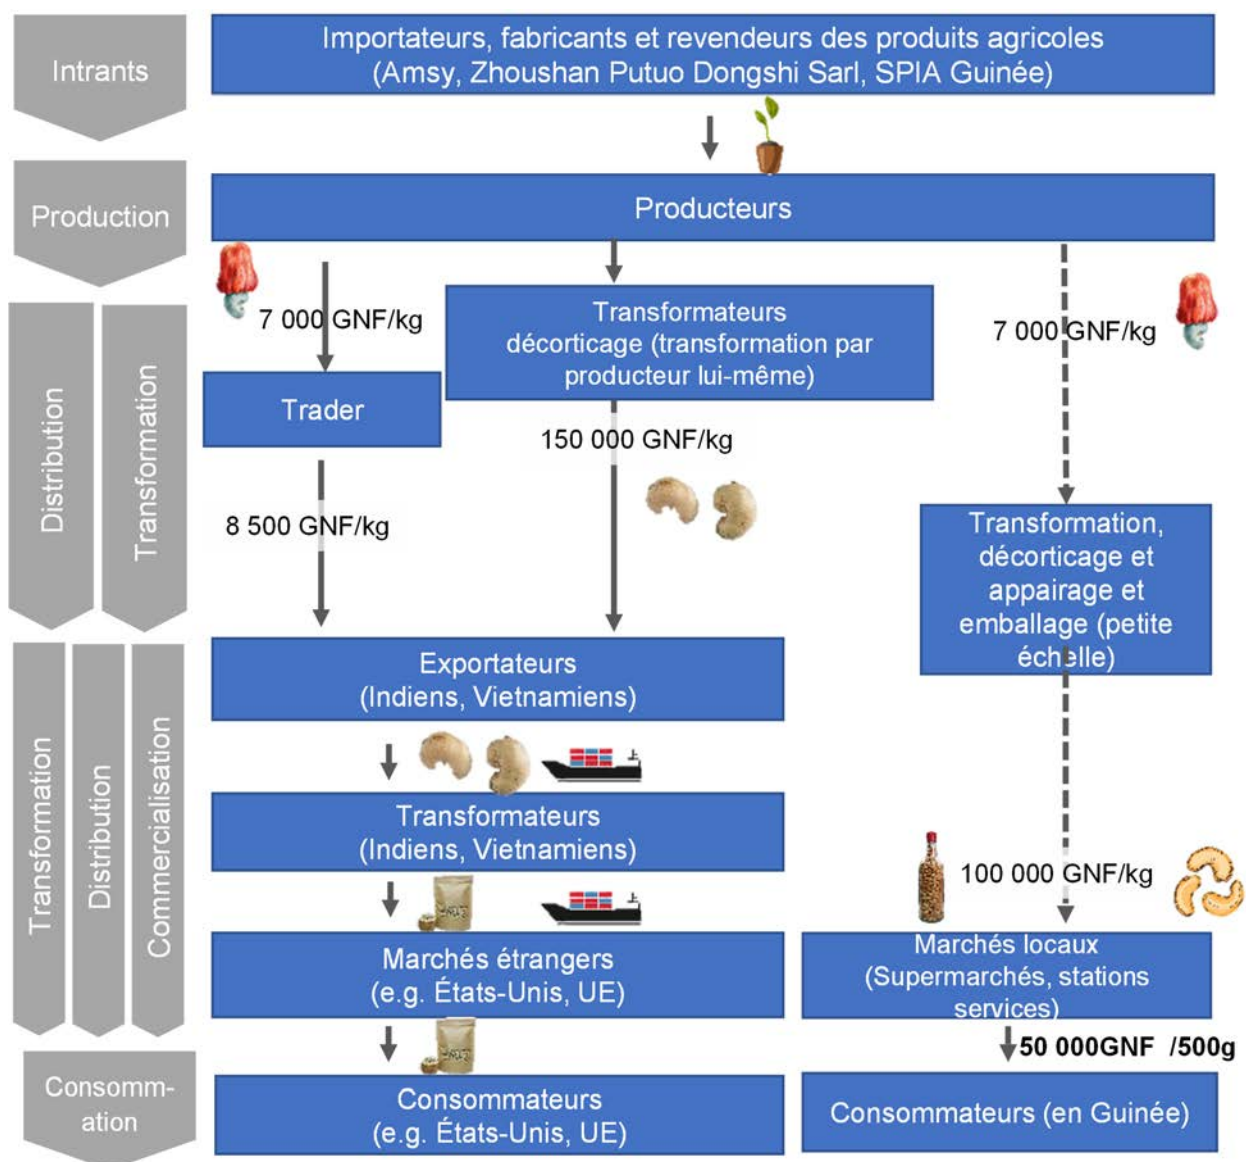 Intrants
Importateurs, fabricants et revendeurs des produits agricoles
(Amsy, Zhoushan Putuo Dongshi Sarl, SPIA Guinée)
Production
Producteurs
Distribution
Transformation
7 000 GNF/kg
Transformateurs
décorticage (transformation par
producteur lui-même)
7 000 GNF/kg
Trader
150 000 GNF/kg
8 500 GNF/kg
Transformation,
décorticage et
appairage et
emballage (petite
échelle)
Transformation
Distribution
Commercialisation
Exportateurs
(Indiens, Vietnamiens)
Transformateurs
(Indiens, Vietnamiens)
100 000 GNF/kg
Marchés étrangers
(e.g. États-Unis, UE)
Marchés locaux
(Supermarchés, stations
services)
50 000GNF /500g
Consomm-
ation
Consommateurs
(e.g. États-Unis, UE)
Consommateurs (en Guinée)